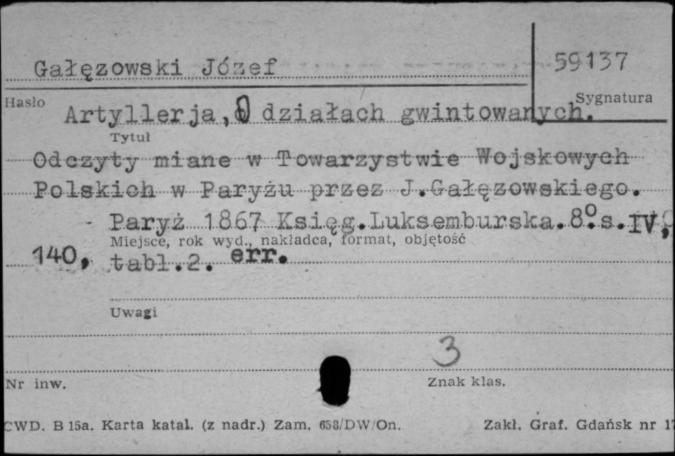 Gałęzowski Józef
59137
Hasło
Sygnatura
Artyllerja, O działach gwintowanych.
Tytuł
Odczyty miane w Towarzystwie Wojskowych
Polskich w Paryżu przez J.Gałęzowskiego.
- Paryż 1867 Księg.Luksemburska.8°.s.IV,
Miejsce, rok wyd., nakładca, format, objętość
140, tabl.2. err.
Uwagi
3
Nr inw.
Znak klas.
CWD. B 15a. Karta katal. (z nadr.) Zam. 658/DW/On.
Zakł. Graf. Gdańsk nr